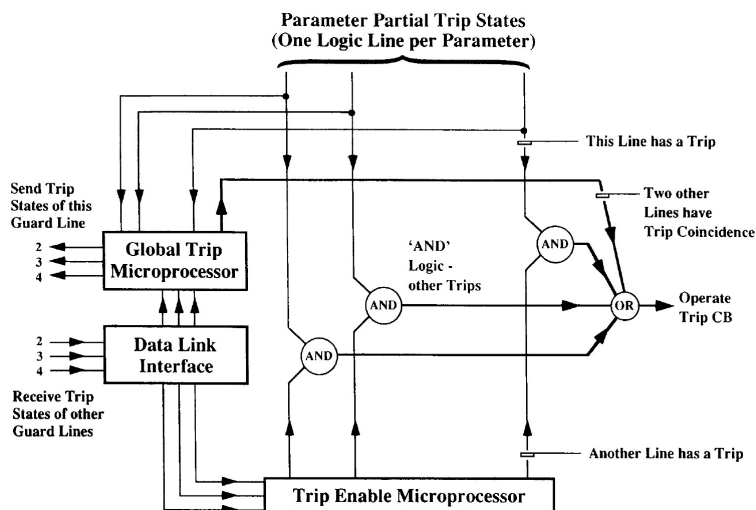 Parameter Partial Trip States
(One Logic Line per Parameter)
This Line has a Trip
Send Trip
States of this
Guard Line
Two other
Lines have
Trip Coincidence
2
3
4
Global Trip
Microprocessor
'AND'
Logic -
other Trips
AND
AND
OR
Operate
Trip CB
2
3
4
Data Link
Interface
AND
Receive Trip
States of other
Guard Lines
Another Line has a Trip
Trip Enable Microprocessor